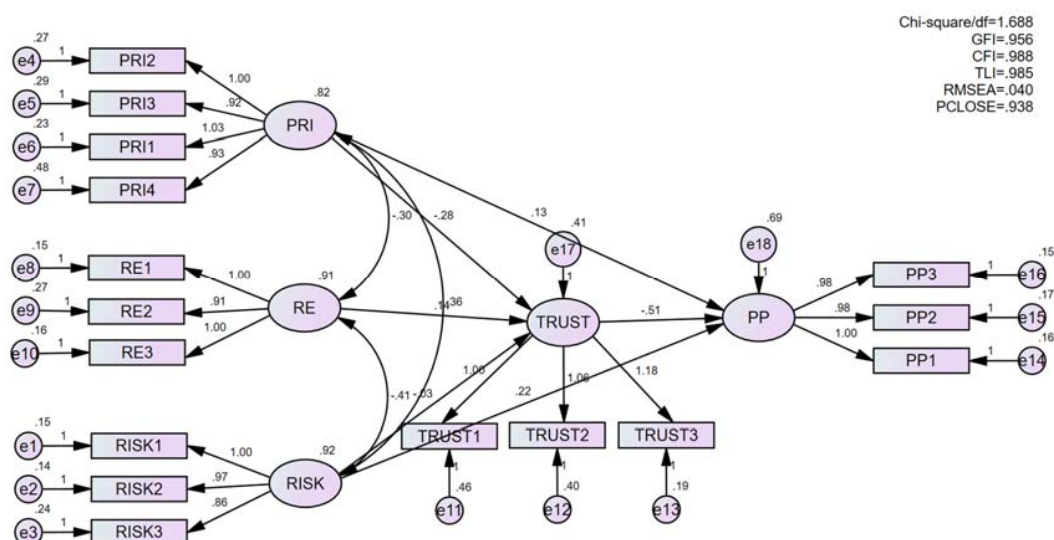 Chi-square/df=1.688
GFI=.956
CFI=.988
TLI=.985
RMSEA=.040
PCLOSE=.938
.27
e4 1 PRI2
1.00
.29
e5 1 PRI3
.92
.82
PRI
.23
e6 1 PRI1
1.03
.48
e7 1 PRI4
.93
-.30
-.28
.13
.41
e17
1
.69
e18
1
.15
e8 1 RE1
1.00
.91
RE
.27
e9 1 RE2
.91
.16
e10 1 RE3
1.00
.14
.36
TRUST
-.51
PP
.98
PP3
1
.15
e16
.98
PP2
1
.17
e15
1.00
PP1
1
.16
e14
-.41
-.03
1.00
1.06
1.18
.22
TRUST1
TRUST2
TRUST3
1
1
1
.46
.40
.19
e11
e12
e13
.15
e1 1 RISK1
1.00
.92
RISK
.14
e2 1 RISK2
.97
.24
e3 1 RISK3
.86